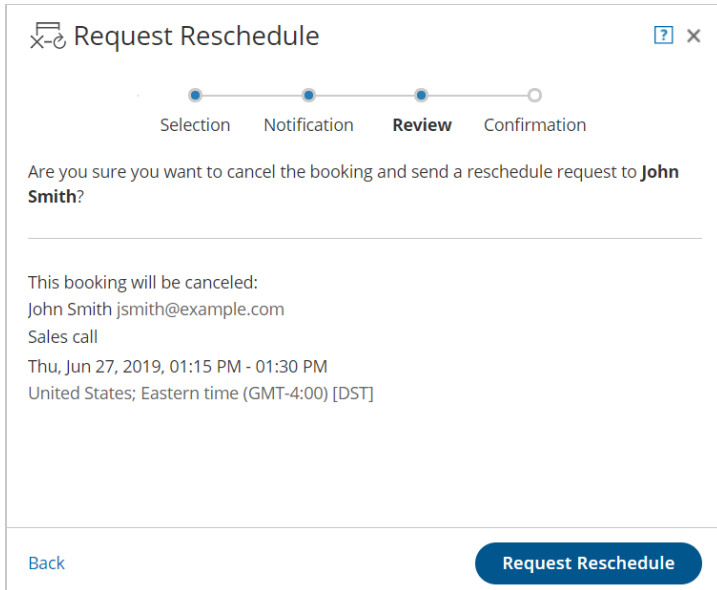 Request Reschedule
?
Selection Notification Review Confirmation
Are you sure you want to cancel the booking and send a reschedule request to John
Smith?
This booking will be canceled:
John Smith jsmith@example.com
Sales call
Thu, Jun 27, 2019, 01:15 PM - 01:30 PM
United States; Eastern time (GMT-4:00) [DST]
Back Request Reschedule